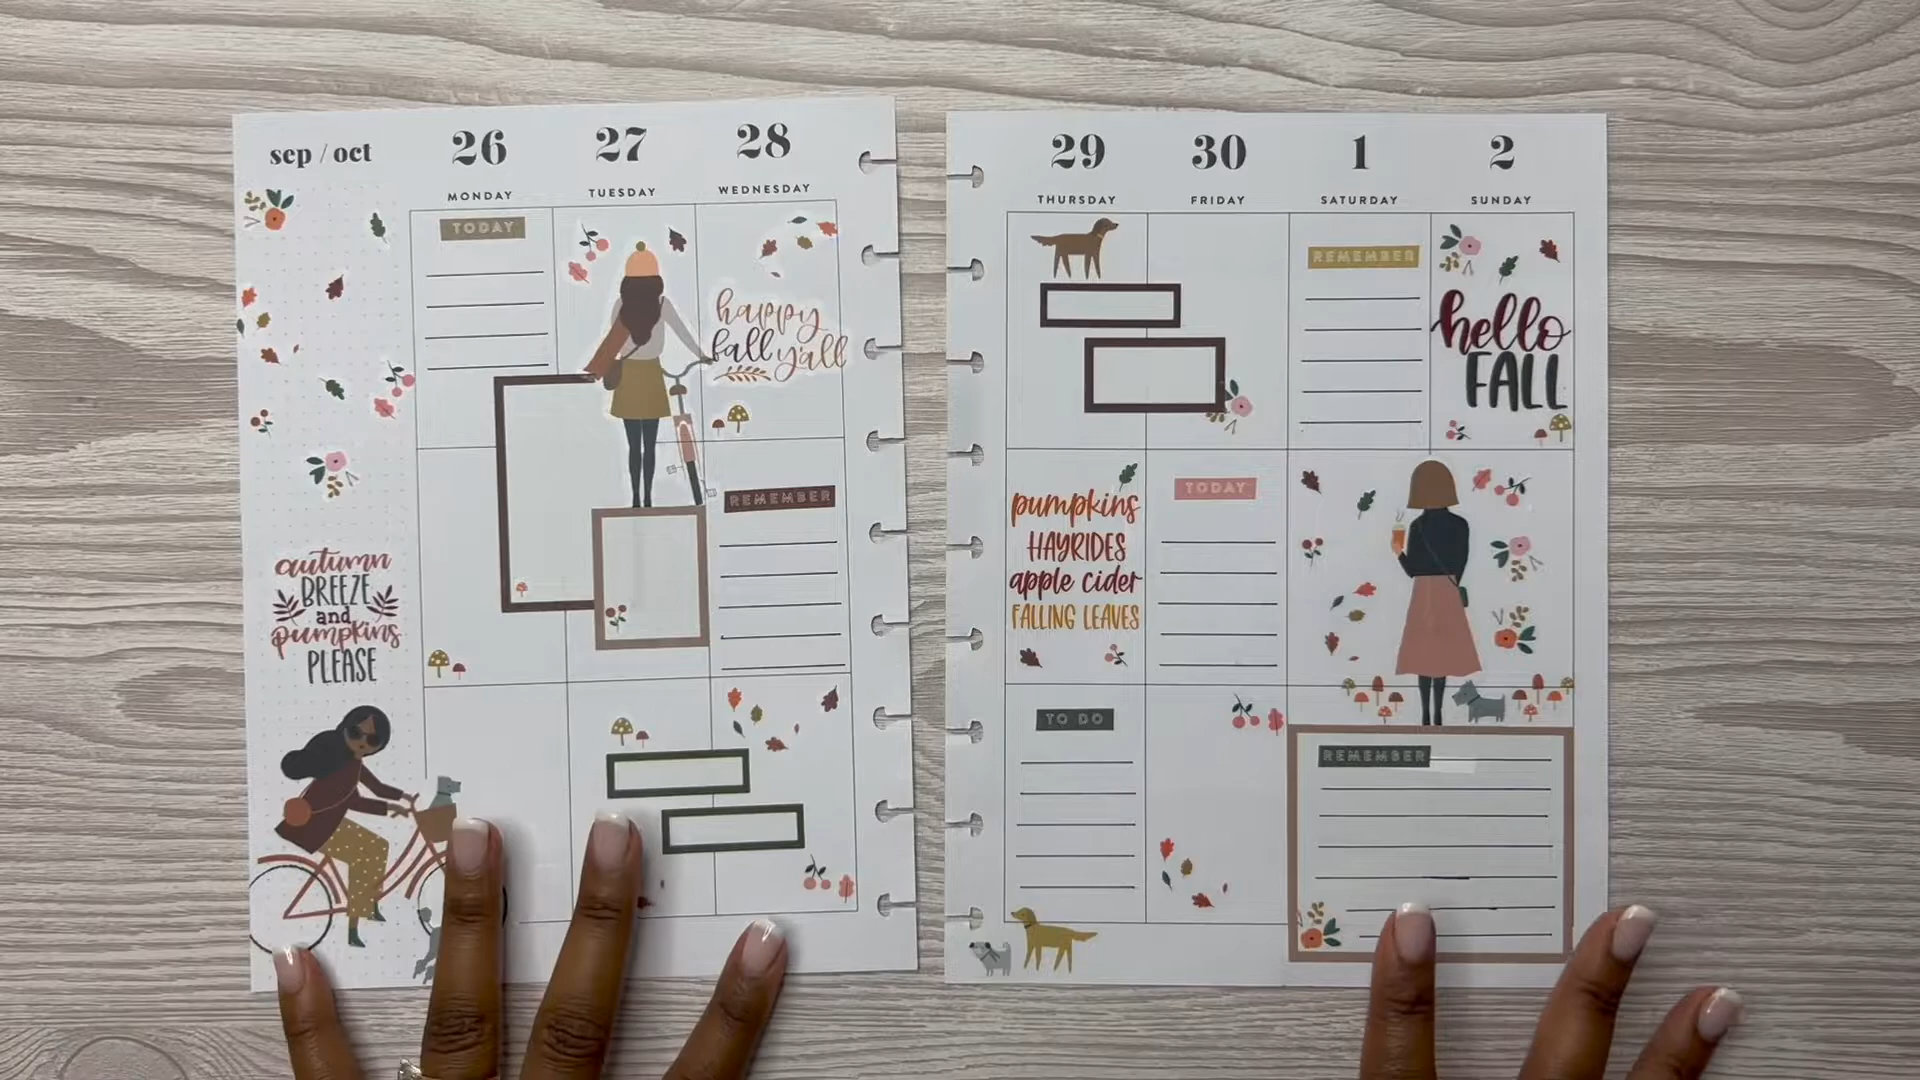 sep / oct
26
MONDAY
27
TUESDAY
28
WEDNESDAY
TODAY
happy
fall y'all
REMEMBER
autumn
BREEZE
and
pumpkins
PLEASE
29
THURSDAY
30
FRIDAY
1
SATURDAY
2
SUNDAY
REMEMBER
hello
FALL
pumpkins
HAYRIDES
apple cider
FALLING LEAVES
TODAY
TO DO
REMEMBER